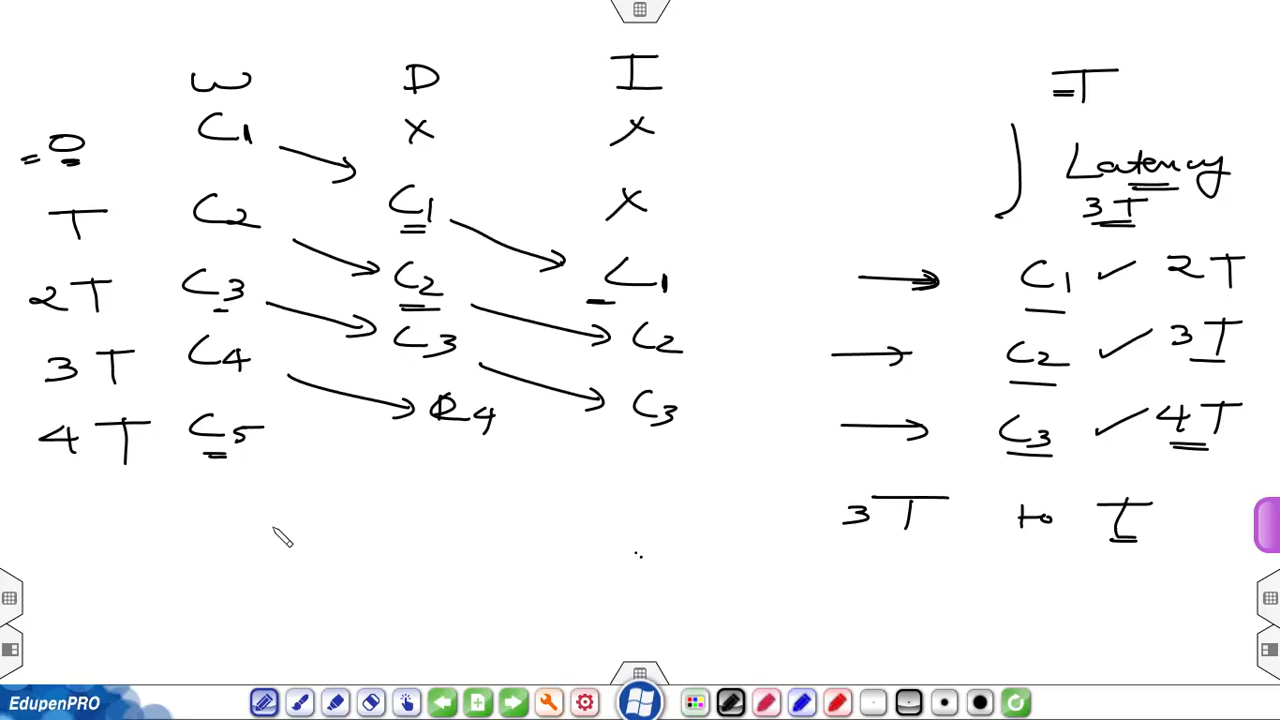 W D I T
= 0 C1 x x Latency
T C2 C1 x 3T
2T C3 C2 C1 C1 ✓ 2T
3T C4 C3 C2 C2 ✓ 3T
4T C5 C4 C3 C3 ✓ 4T
3T to T
EdupenPRO